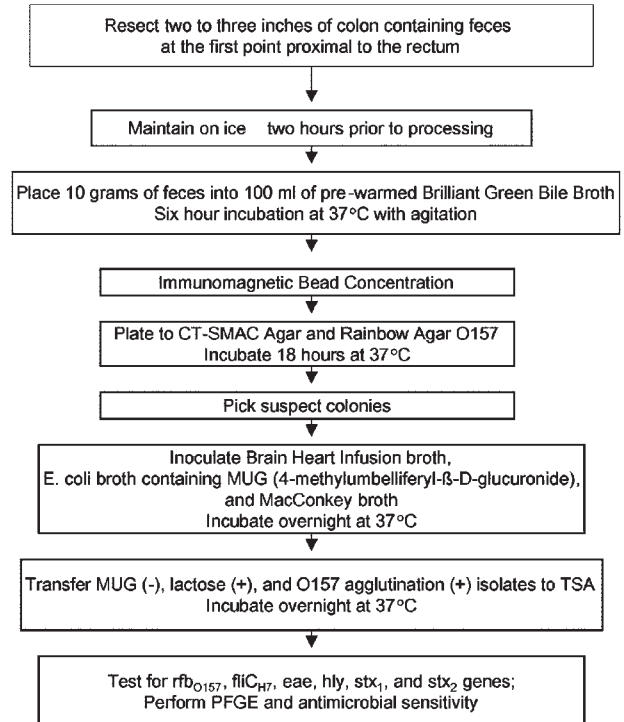 Resect two to three inches of colon containing feces
at the first point proximal to the rectum
Maintain on ice two hours prior to processing
Place 10 grams of feces into 100 ml of pre-warmed Brilliant Green Bile Broth
Six hour incubation at 37°C with agitation
Immunomagnetic Bead Concentration
Plate to CT-SMAC Agar and Rainbow Agar O157
Incubate 18 hours at 37°C
Pick suspect colonies
Inoculate Brain Heart Infusion broth,
E. coli broth containing MUG (4-methylumbelliferyl-ß-D-glucuronide),
and MacConkey broth
Incubate overnight at 37°C
Transfer MUG (-), lactose (+), and O157 agglutination (+) isolates to TSA
Incubate overnight at 37°C
Test for rfbO157, fliCH7, eae, hly, stx1, and stx2 genes;
Perform PFGE and antimicrobial sensitivity